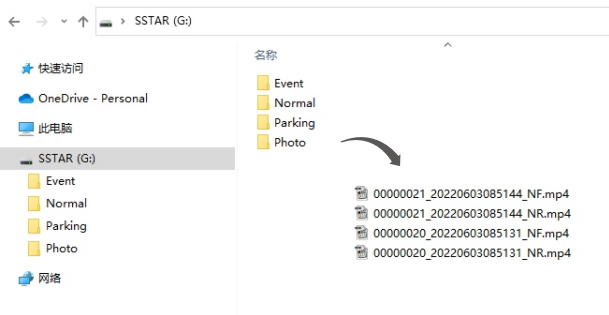 SSTAR (G:)
快速访问
OneDrive - Personal
此电脑
SSTAR (G:)
Event
Normal
Parking
Photo
网络
名称
Event
Normal
Parking
Photo
00000021_20220603085144_NF.mp4
00000021_20220603085144_NR.mp4
00000020_20220603085131_NF.mp4
00000020_20220603085131_NR.mp4